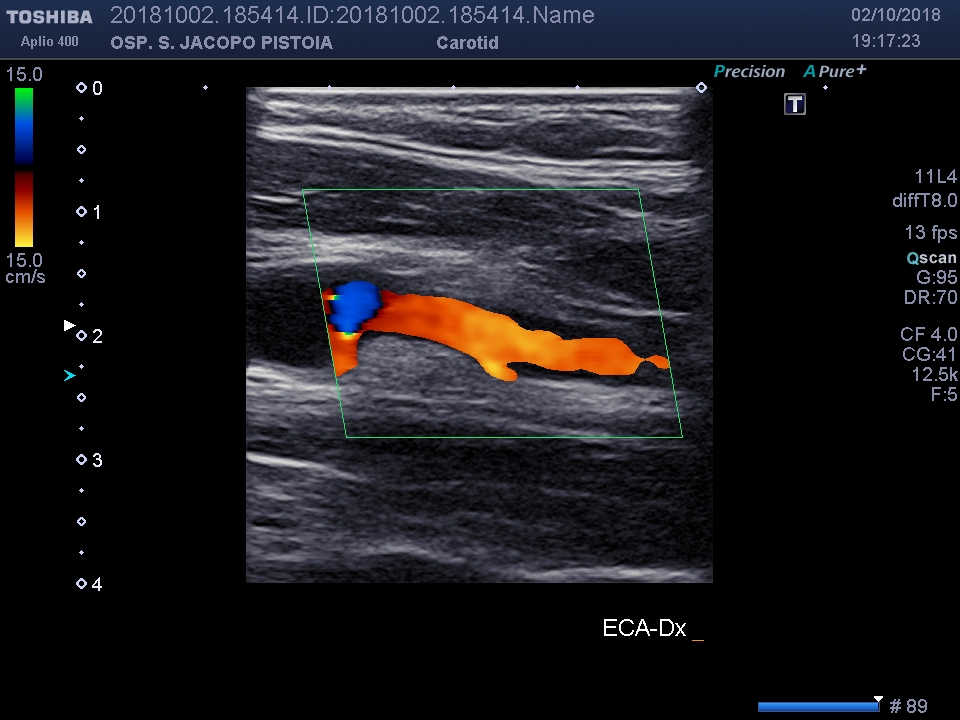 TOSHIBA 20181002.185414.ID:20181002.185414.Name 02/10/2018
Aplio 400 OSP. S. JACOPO PISTOIA Carotid 19:17:23
Precision A Pure+
T
15.0
15.0
cm/s
0
1
2
3
4
11L4
diffT8.0
13 fps
Qscan
G:95
DR:70
CF 4.0
CG:41
12.5k
F:5
ECA-Dx _
# 89